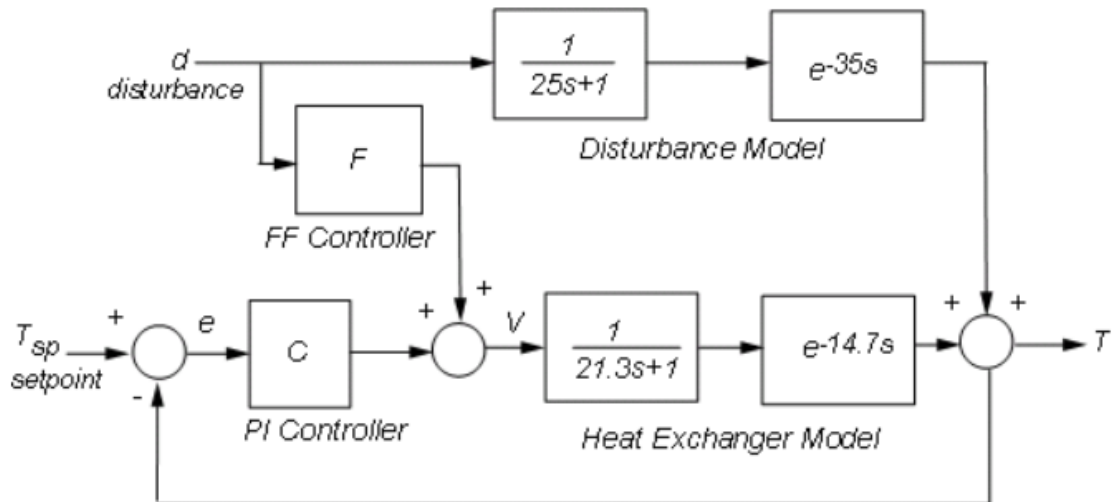 d
disturbance
1
25s+1
e-35s
Disturbance Model
F
FF Controller
+
+
+
+
+
T_sp
setpoint
-
e
C
PI Controller
V
1
21.3s+1
e-14.7s
Heat Exchanger Model
T